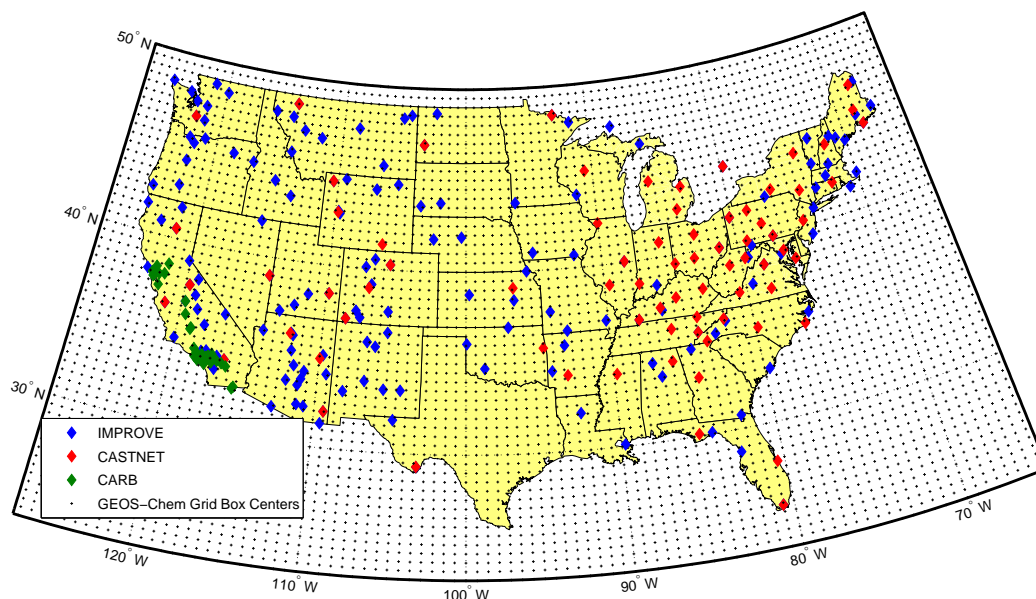 50° N
40° N
30° N
IMPROVE
CASTNET
CARB
GEOS−Chem Grid Box Centers
120° W
110° W
100° W
90° W
80° W
70° W